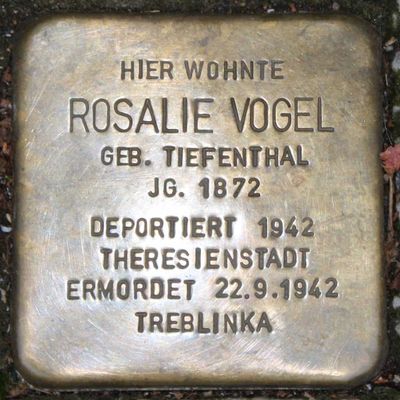 HIER WOHNTE
ROSALIE VOGEL
GEB. TIEFENTHAL
JG. 1872
DEPORTIERT 1942
THERESIENSTADT
ERMORDET 22.9.1942
TREBLINKA